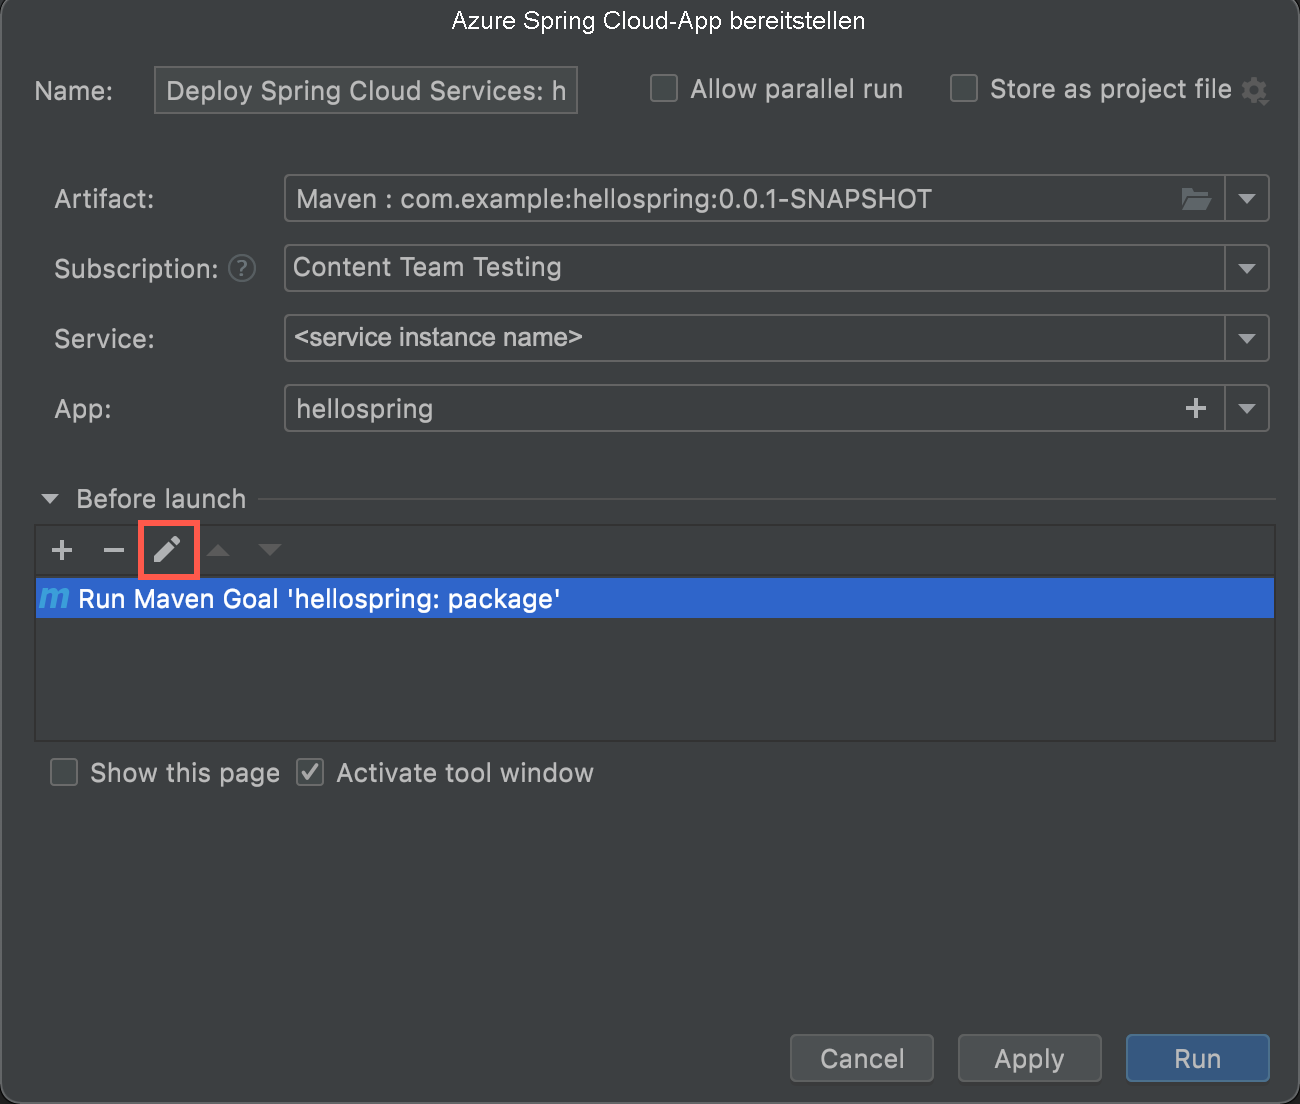 Azure Spring Cloud-App bereitstellen
Name: Deploy Spring Cloud Services: h Allow parallel run Store as project file
Artifact: Maven : com.example:hellospring:0.0.1-SNAPSHOT
Subscription: ? Content Team Testing
Service: <service instance name>
App: hellospring
Before launch
m Run Maven Goal 'hellospring: package'
Show this page Activate tool window
Cancel Apply Run